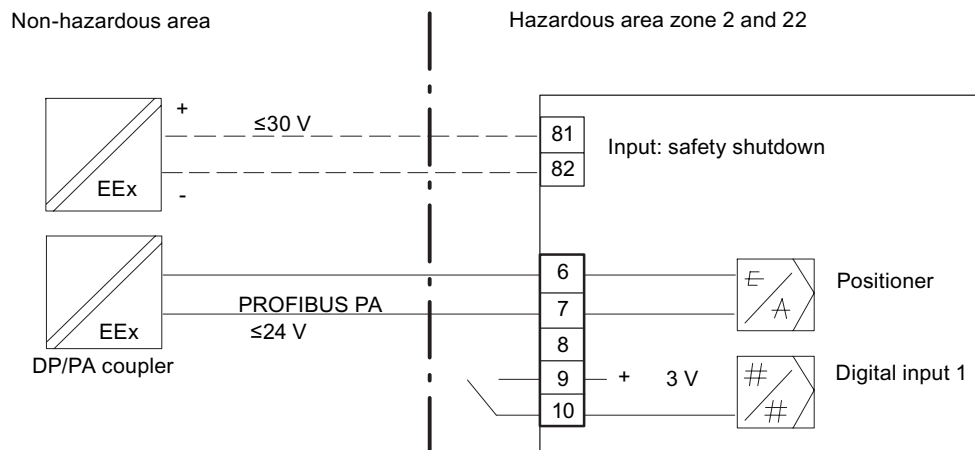 Non-hazardous area
Hazardous area zone 2 and 22
+
≤30 V
EEx
-
81
82
Input: safety shutdown
EEx
DP/PA coupler
PROFIBUS PA
≤24 V
6
7
8
9
10
+ 3 V
E
A
Positioner
#
#
Digital input 1